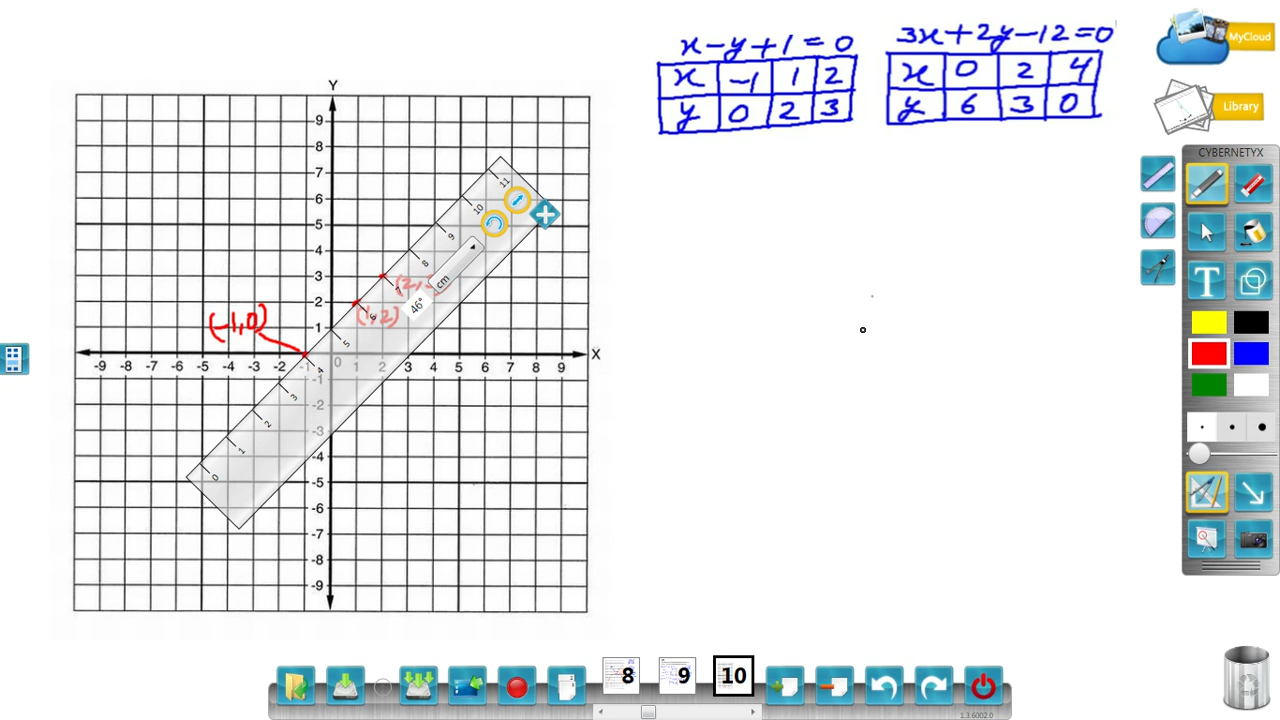 x-y+1=0
x -1 1 2
y 0 2 3
3x+2y-12=0
x 0 2 4
y 6 3 0
MyCloud
Library
CYBERNETYX
T
Y
9
8
7
6
5
4
3
2
1
X
-9 -8 -7 -6 -5 -4 -3 -2 -1 0 1 2 3 4 5 6 7 8 9
-1
-2
-3
-4
-5
-6
-7
-8
-9
(-1,0)
(1,2)
(2,
0 1 2 3 4 5 6 7 8 9 10 11
46°
cm
8 9 10
1.3.6002.0